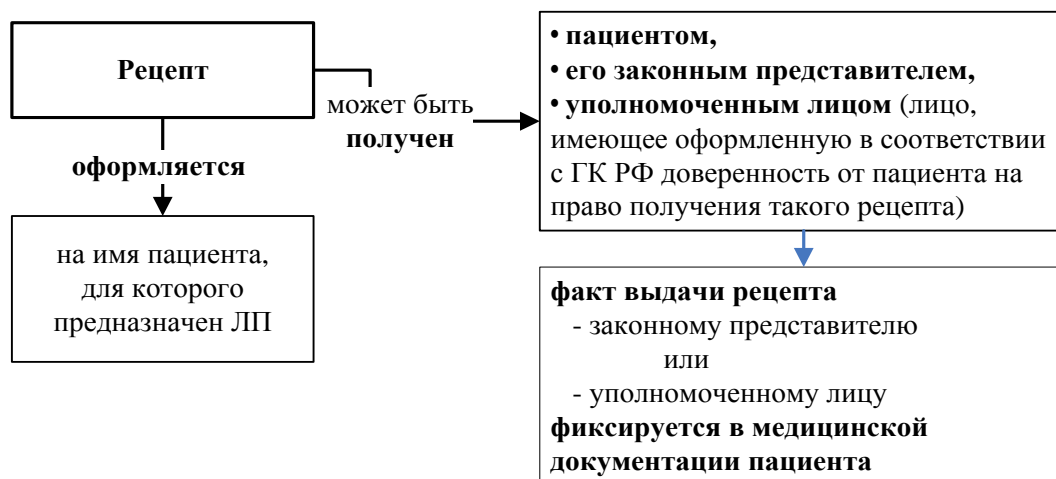 Рецепт
оформляется
на имя пациента,
для которого
предназначен ЛП
может быть
получен
• пациентом,
• его законным представителем,
• уполномоченным лицом (лицо,
имеющее оформленную в соответствии
с ГК РФ доверенность от пациента на
право получения такого рецепта)
факт выдачи рецепта
- законному представителю
или
- уполномоченному лицу
фиксируется в медицинской
документации пациента